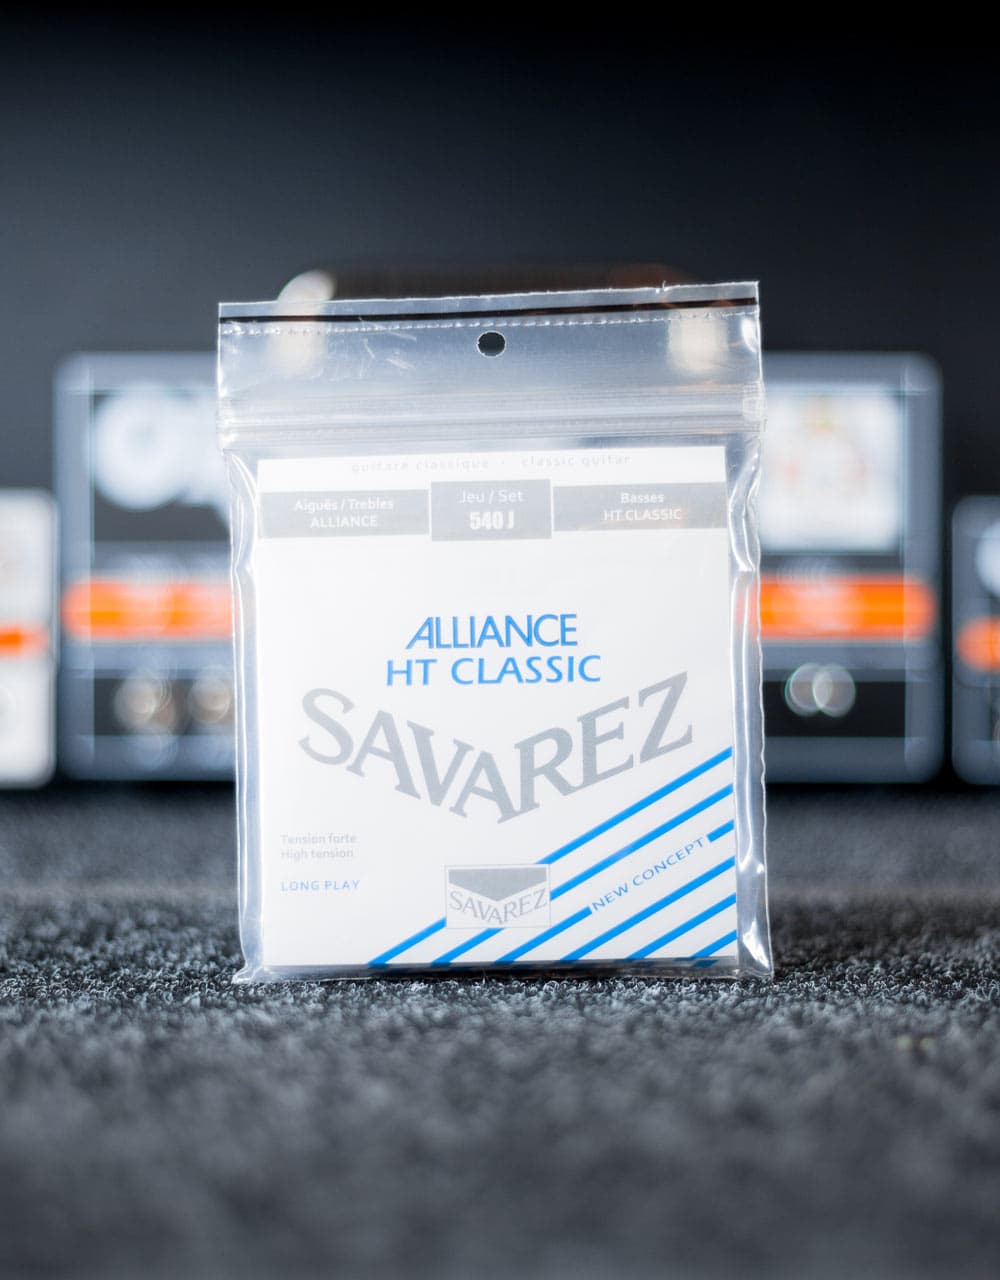 guitare classique - classic guitar
Aiguës / Trebles
ALLIANCE
Jeu / Set
540 J
Basses
HT CLASSIC
ALLIANCE
HT CLASSIC
SAVAREZ
Tension forte
High tension
LONG PLAY
NEW CONCEPT
SAVAREZ